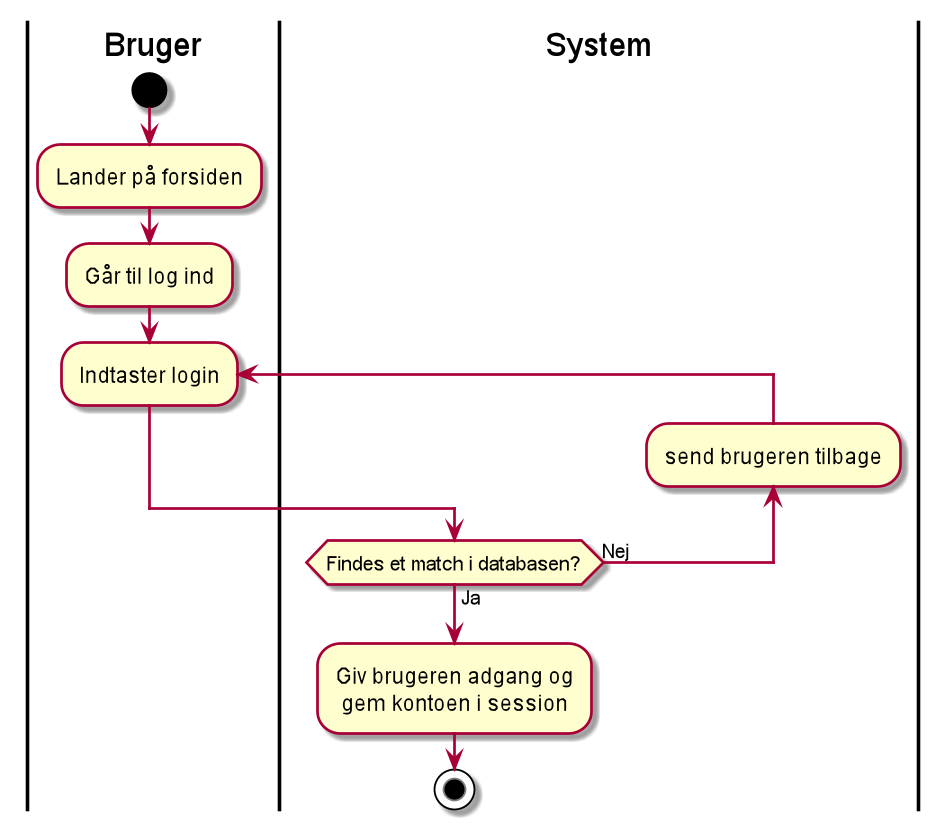 Bruger
System
Lander på forsiden
Går til log ind
Indtaster login
send brugeren tilbage
Findes et match i databasen?
Nej
Ja
Giv brugeren adgang og
gem kontoen i session